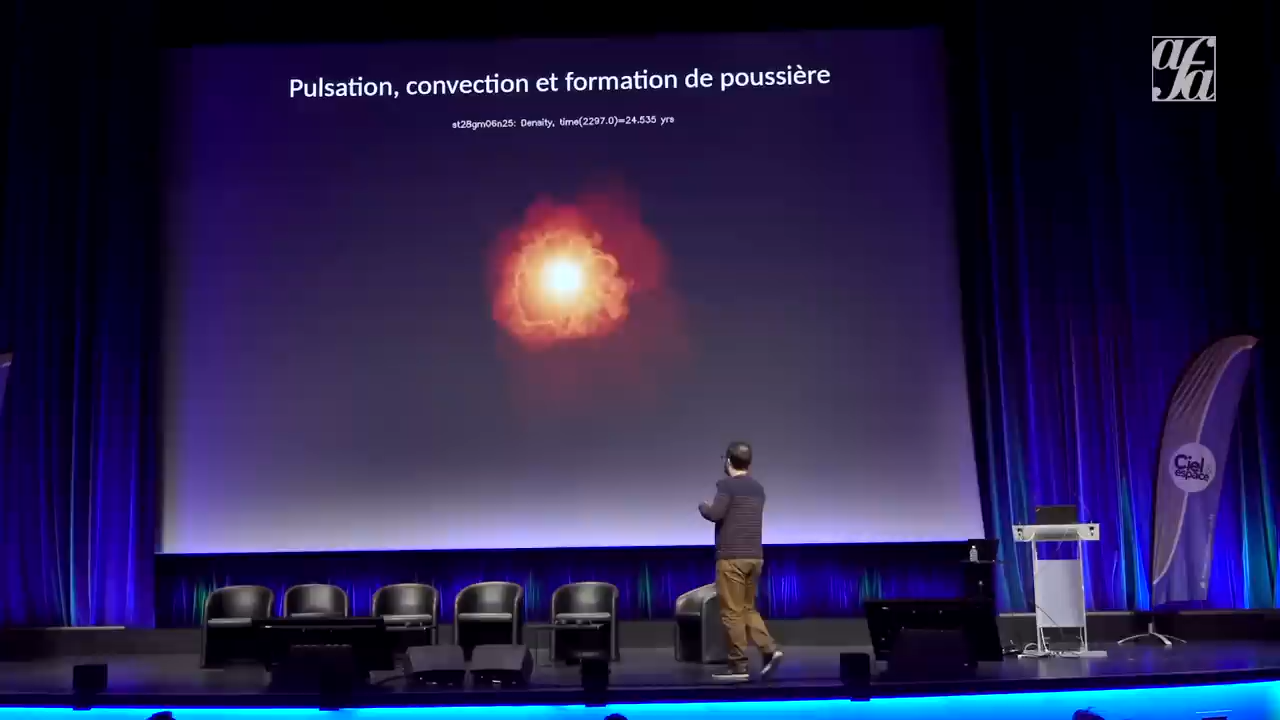 Pulsation, convection et formation de poussière
st28gm06n25: Density, time(2297.0)=24.535 yrs
afa
Ciel &
espace